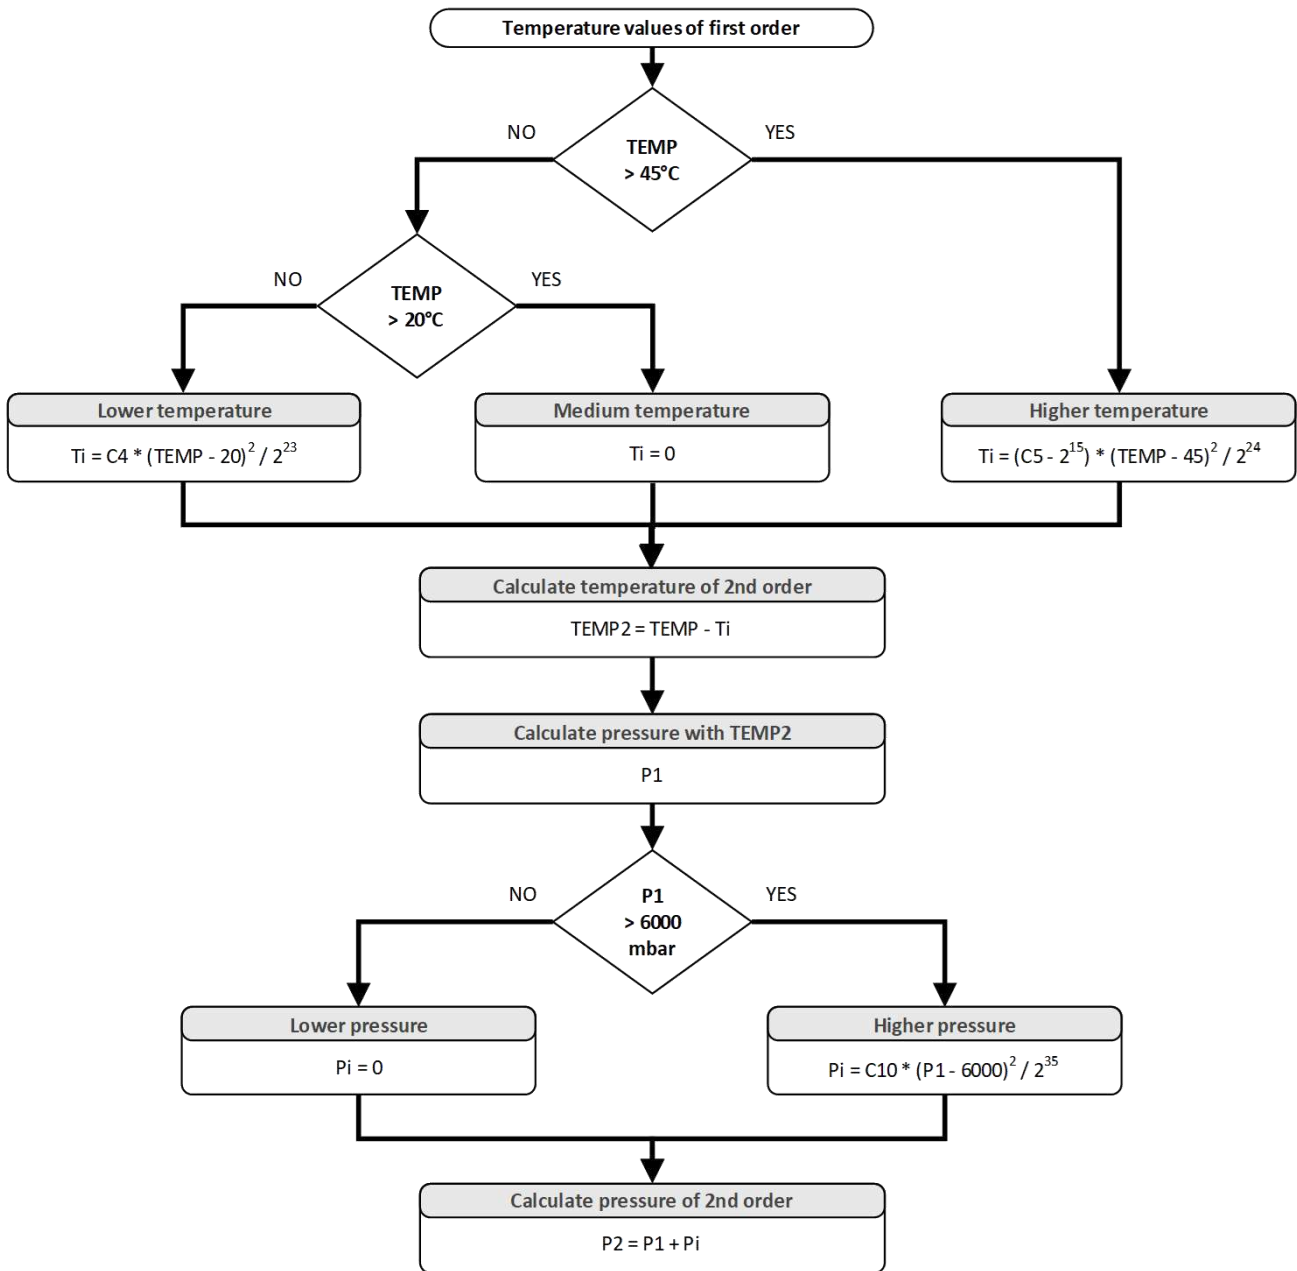 Temperature values of first order
NO
YES
TEMP
> 45°C
NO
YES
TEMP
> 20°C
Lower temperature
Ti = C4 * (TEMP - 20)² / 2²³
Medium temperature
Ti = 0
Higher temperature
Ti = (C5 - 2¹⁵) * (TEMP - 45)² / 2²⁴
Calculate temperature of 2nd order
TEMP2 = TEMP - Ti
Calculate pressure with TEMP2
P1
NO
YES
P1
> 6000
mbar
Lower pressure
Pi = 0
Higher pressure
Pi = C10 * (P1 - 6000)² / 2³⁵
Calculate pressure of 2nd order
P2 = P1 + Pi